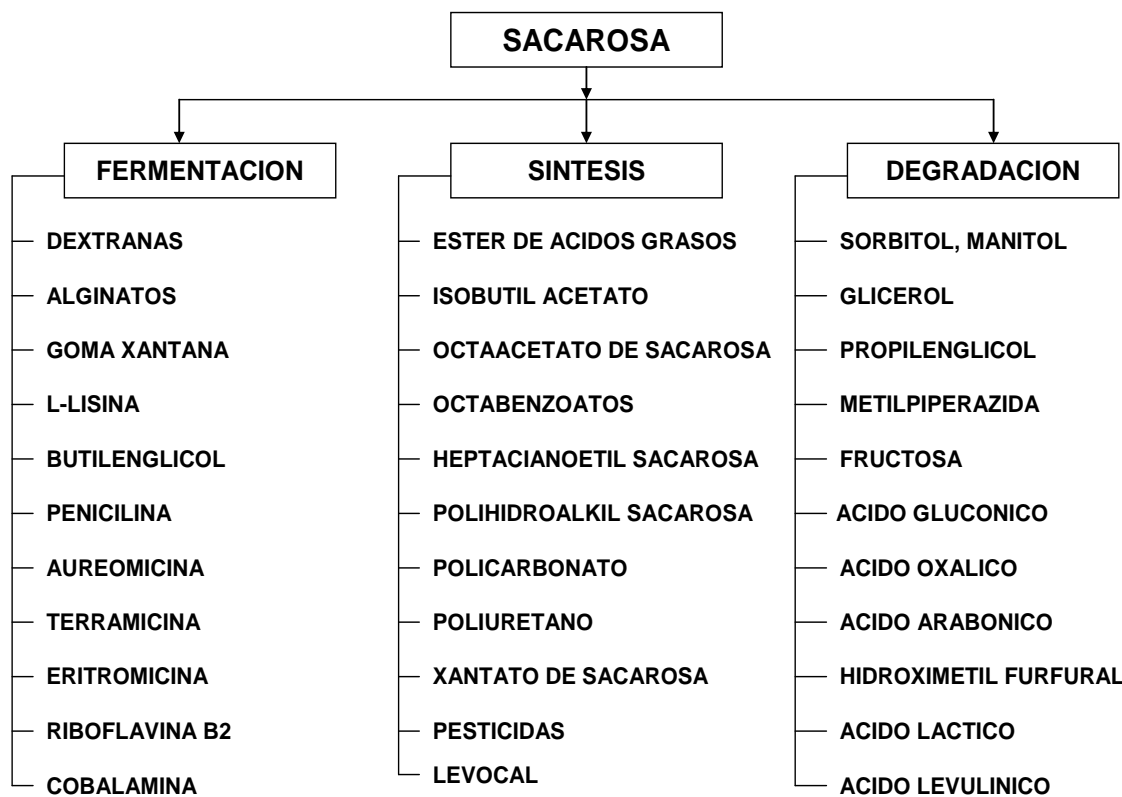 SACAROSA
FERMENTACION
DEXTRANAS
ALGINATOS
GOMA XANTANA
L-LISINA
BUTILENGLICOL
PENICILINA
AUREOMICINA
TERRAMICINA
ERITROMICINA
RIBOFLAVINA B2
COBALAMINA
SINTESIS
ESTER DE ACIDOS GRASOS
ISOBUTIL ACETATO
OCTAACETATO DE SACAROSA
OCTABENZOATOS
HEPTACIANOETIL SACAROSA
POLIHIDROALKIL SACAROSA
POLICARBONATO
POLIURETANO
XANTATO DE SACAROSA
PESTICIDAS
LEVOCAL
DEGRADACION
SORBITOL, MANITOL
GLICEROL
PROPILENGLICOL
METILPIPERAZIDA
FRUCTOSA
ACIDO GLUCONICO
ACIDO OXALICO
ACIDO ARABONICO
HIDROXIMETIL FURFURAL
ACIDO LACTICO
ACIDO LEVULINICO